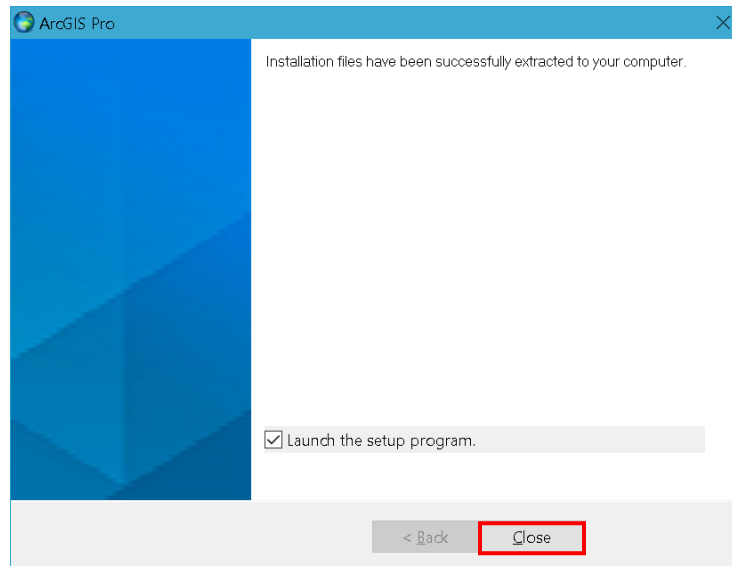 ArcGIS Pro
Installation files have been successfully extracted to your computer.
Launch the setup program.
< Back
Close